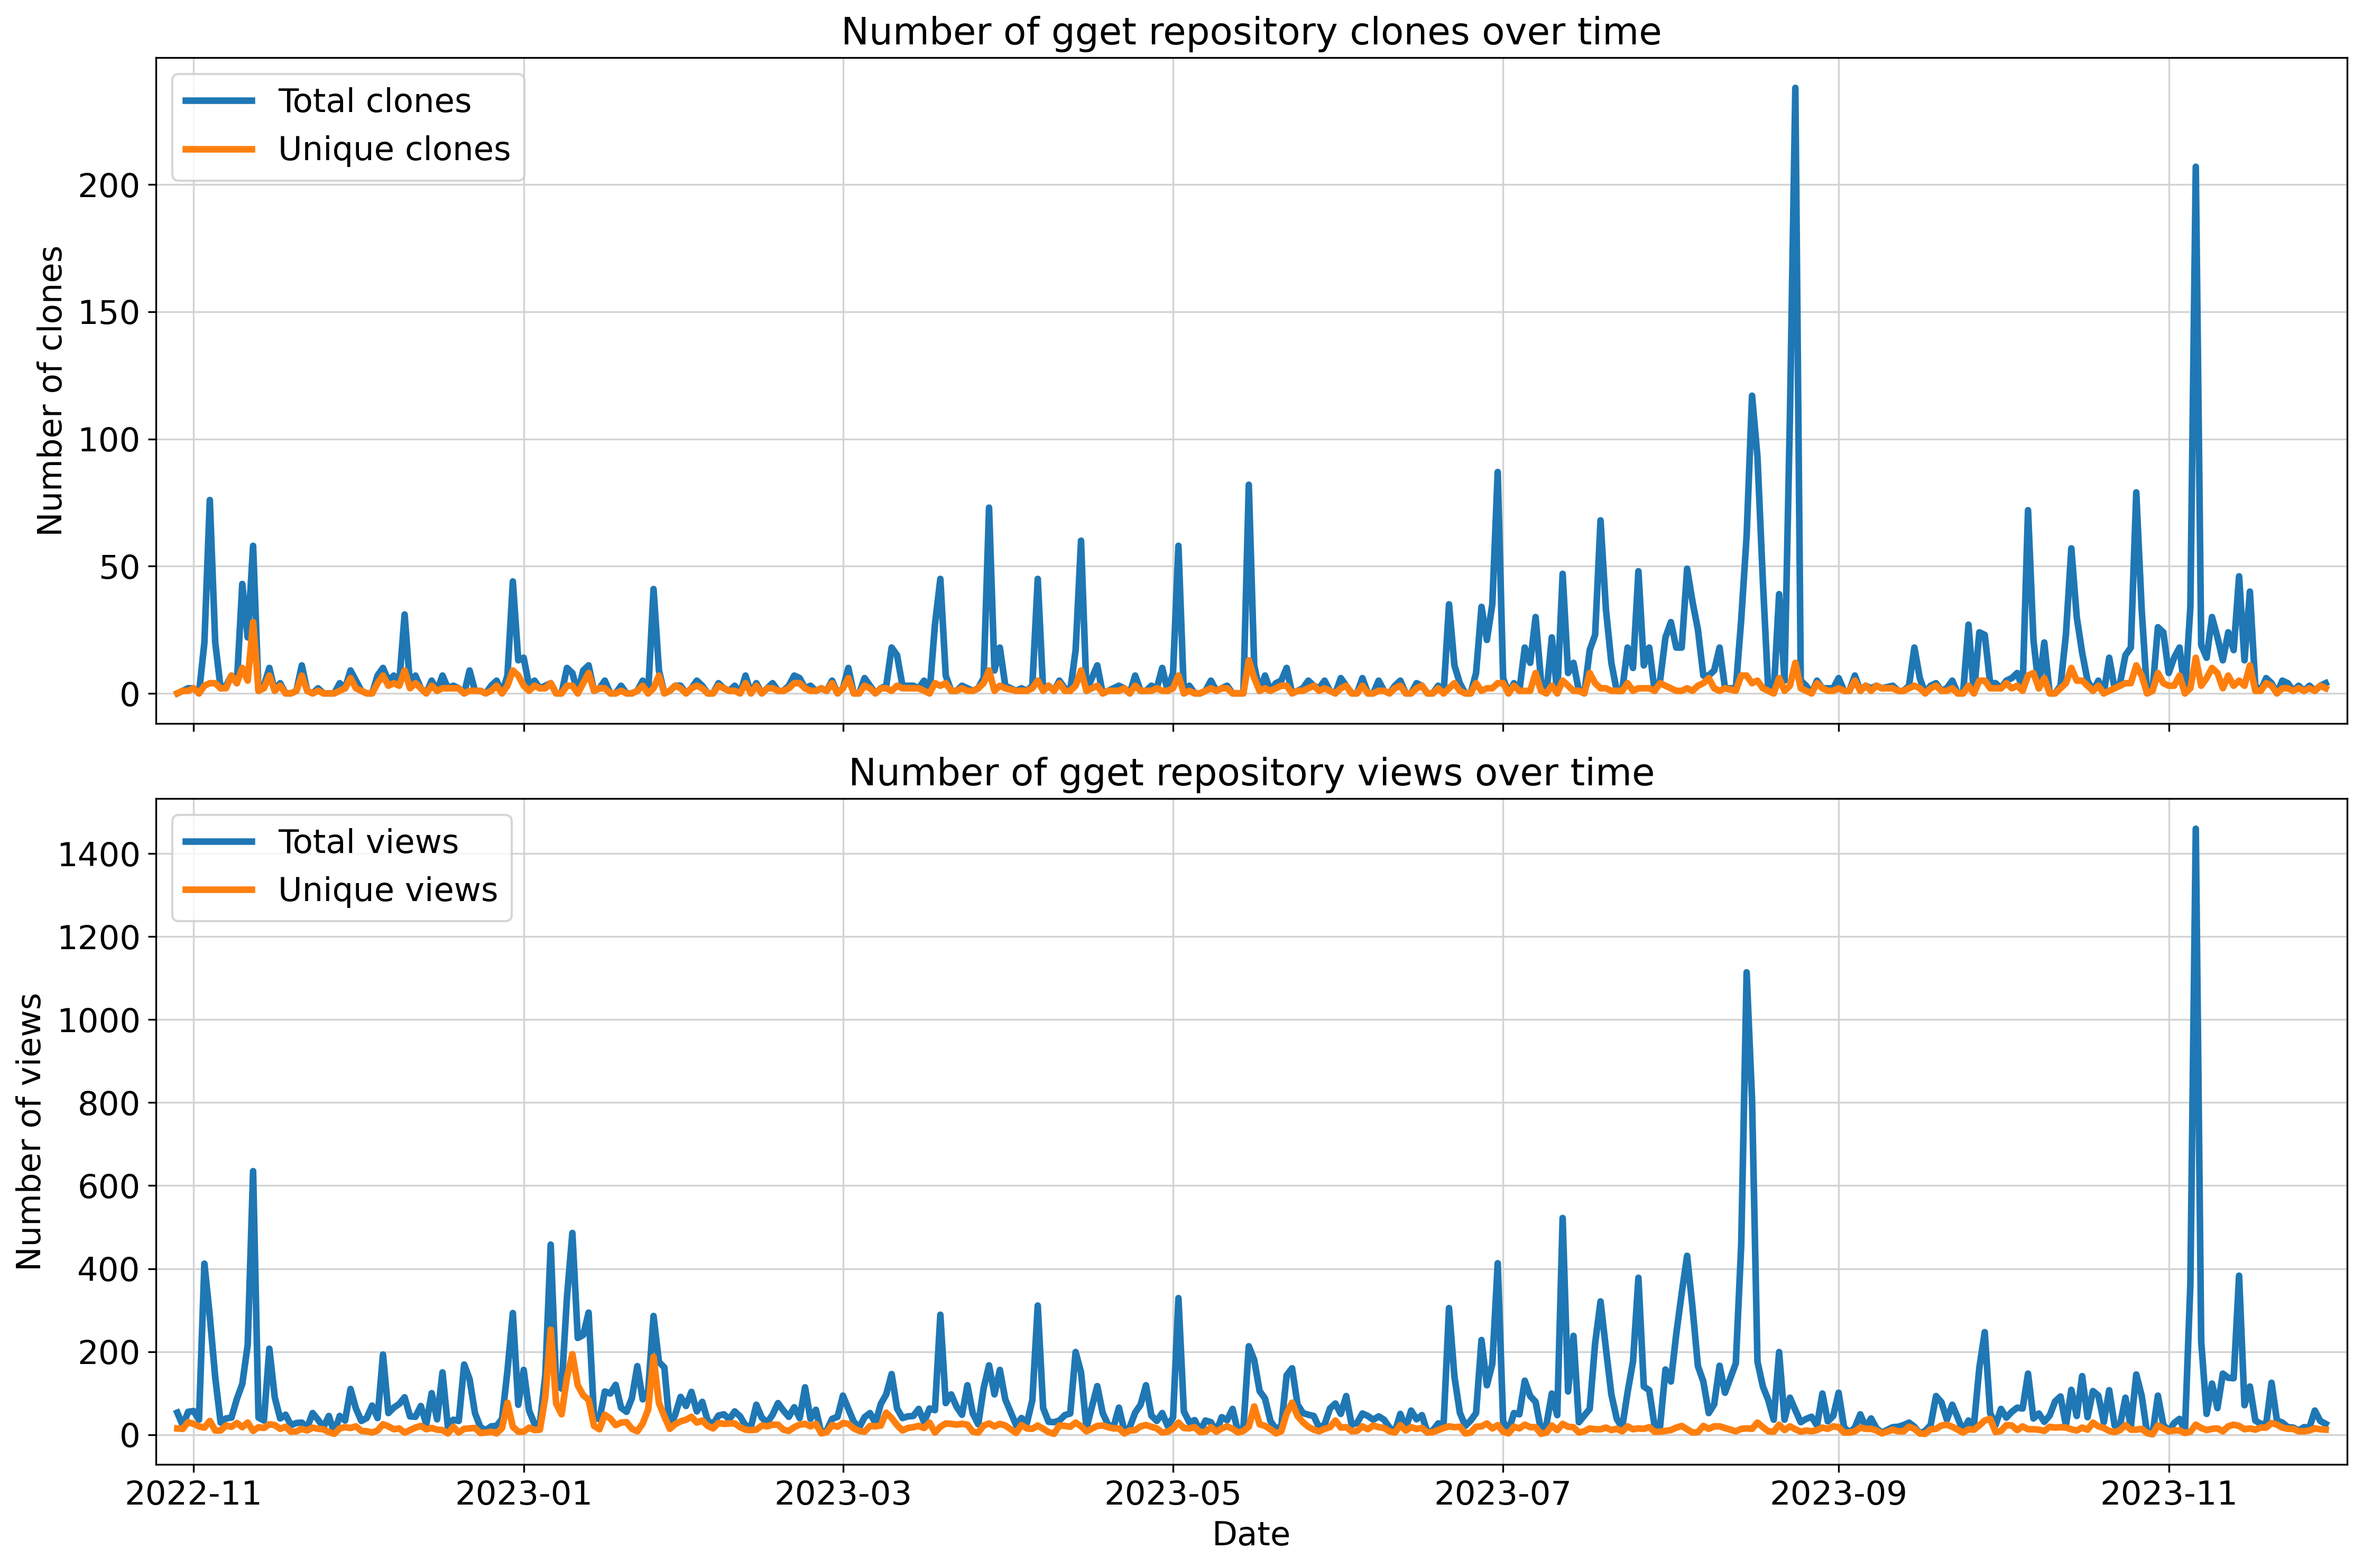 Number of gget repository clones over time
Total clones
Unique clones
200
150
100
50
0
Number of clones
Number of gget repository views over time
Total views
Unique views
1400
1200
1000
800
600
400
200
0
Number of views
2022-11 2023-01 2023-03 2023-05 2023-07 2023-09 2023-11
Date